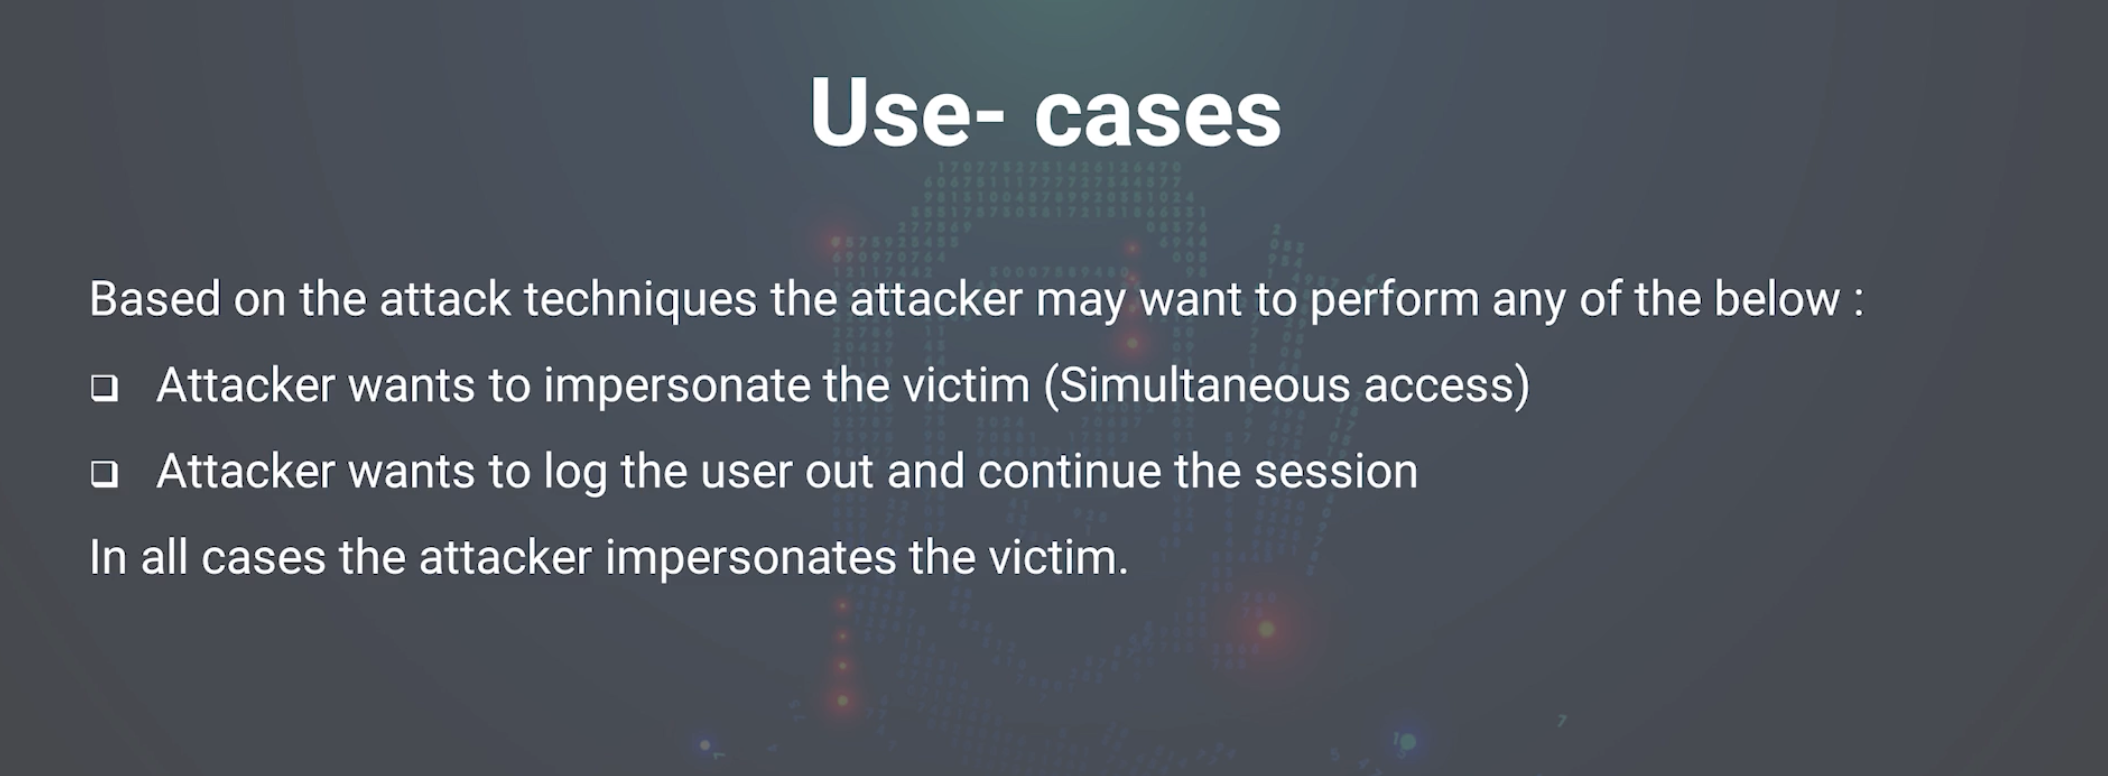 Use- cases
Based on the attack techniques the attacker may want to perform any of the below :
❑ Attacker wants to impersonate the victim (Simultaneous access)
❑ Attacker wants to log the user out and continue the session
In all cases the attacker impersonates the victim.